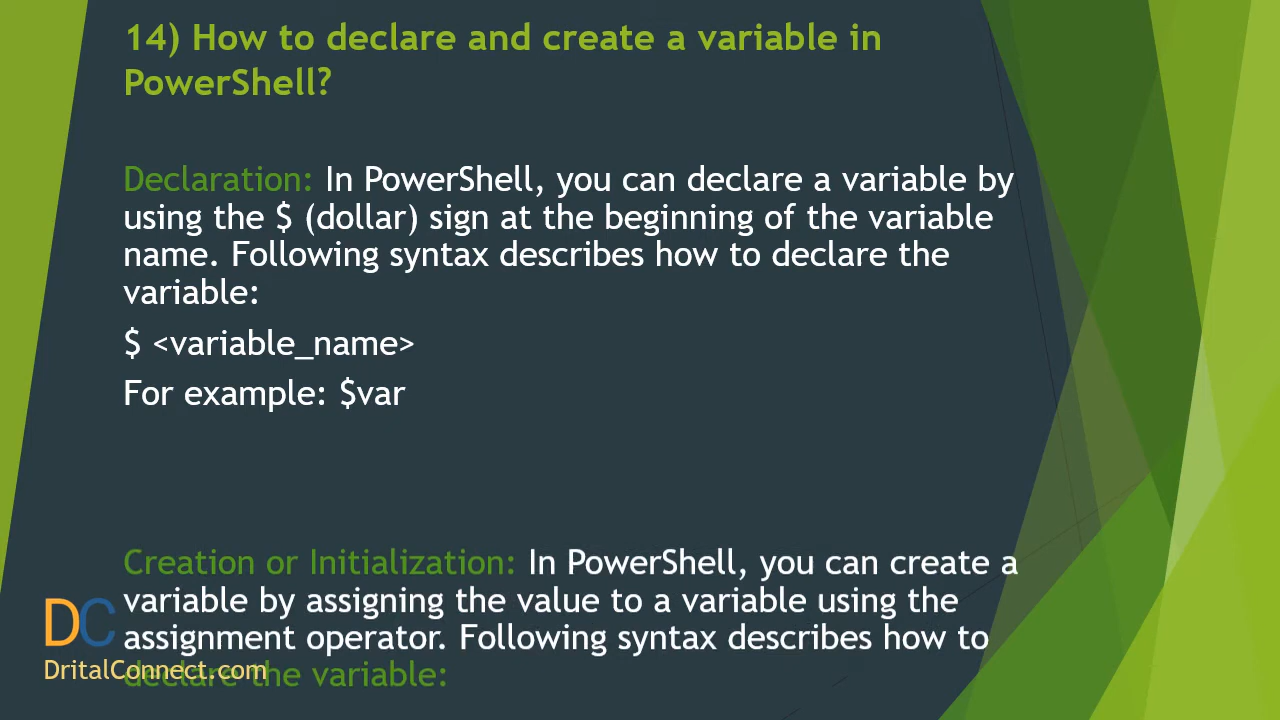 14) How to declare and create a variable in
PowerShell?
Declaration: In PowerShell, you can declare a variable by
using the $ (dollar) sign at the beginning of the variable
name. Following syntax describes how to declare the
variable:
$ <variable_name>
For example: $var
Creation or Initialization: In PowerShell, you can create a
variable by assigning the value to a variable using the
assignment operator. Following syntax describes how to
declare the variable:
DC
DritalConnect.com